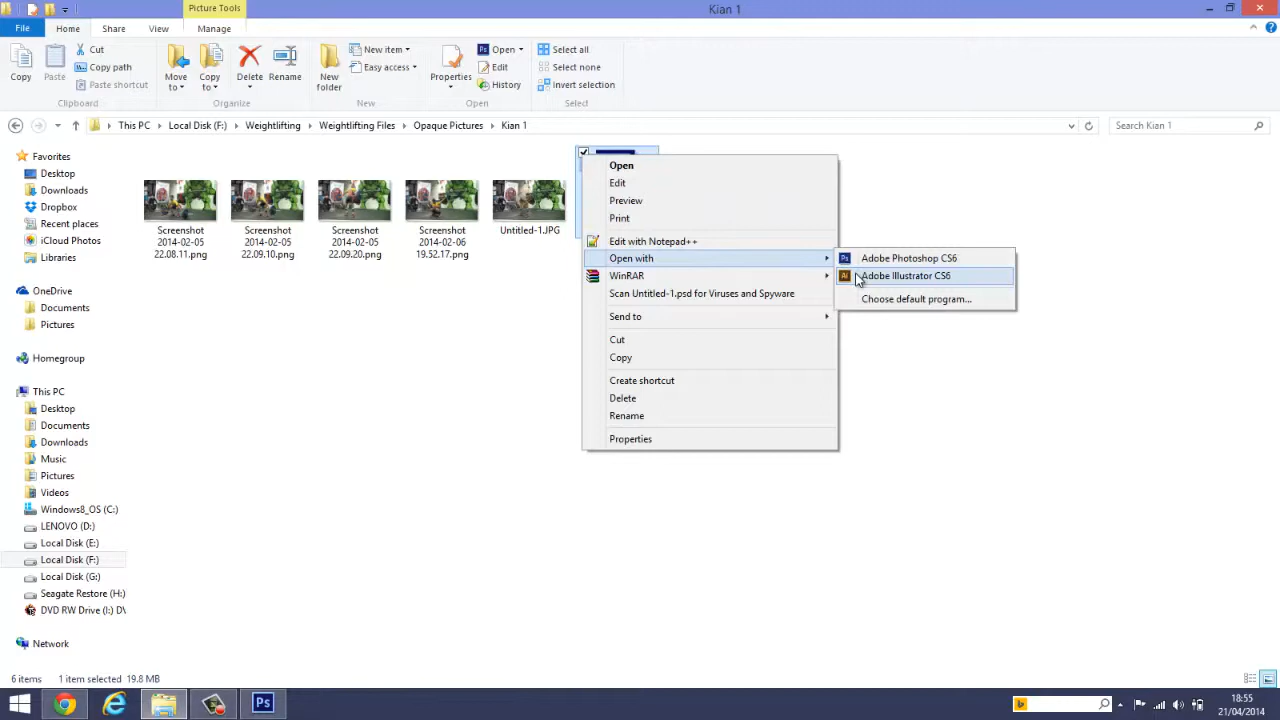 Picture Tools
Kian 1
File
Home
Share
View
Manage
Copy
Paste
Cut
Copy path
Paste shortcut
Clipboard
Move to
Copy to
Delete
Rename
Organize
New folder
New item
Easy access
New
Properties
Open
Edit
History
Open
Select all
Select none
Invert selection
Select
This PC
Local Disk (F:)
Weightlifting
Weightlifting Files
Opaque Pictures
Kian 1
Search Kian 1
Favorites
Desktop
Downloads
Dropbox
Recent places
iCloud Photos
Libraries
OneDrive
Documents
Pictures
Homegroup
This PC
Desktop
Documents
Downloads
Music
Pictures
Videos
Windows8_OS (C:)
LENOVO (D:)
Local Disk (E:)
Local Disk (F:)
Local Disk (G:)
Seagate Restore (H:)
DVD RW Drive (I:) D\
Network
Screenshot
2014-02-05
22.08.11.png
Screenshot
2014-02-05
22.09.10.png
Screenshot
2014-02-05
22.09.20.png
Screenshot
2014-02-06
19.52.17.png
Untitled-1.JPG
Open
Edit
Preview
Print
Edit with Notepad++
Open with
WinRAR
Scan Untitled-1.psd for Viruses and Spyware
Send to
Cut
Copy
Create shortcut
Delete
Rename
Properties
Ps Adobe Photoshop CS6
Ai Adobe Illustrator CS6
Choose default program...
6 items
1 item selected 19.8 MB
Ps
18:55
21/04/2014